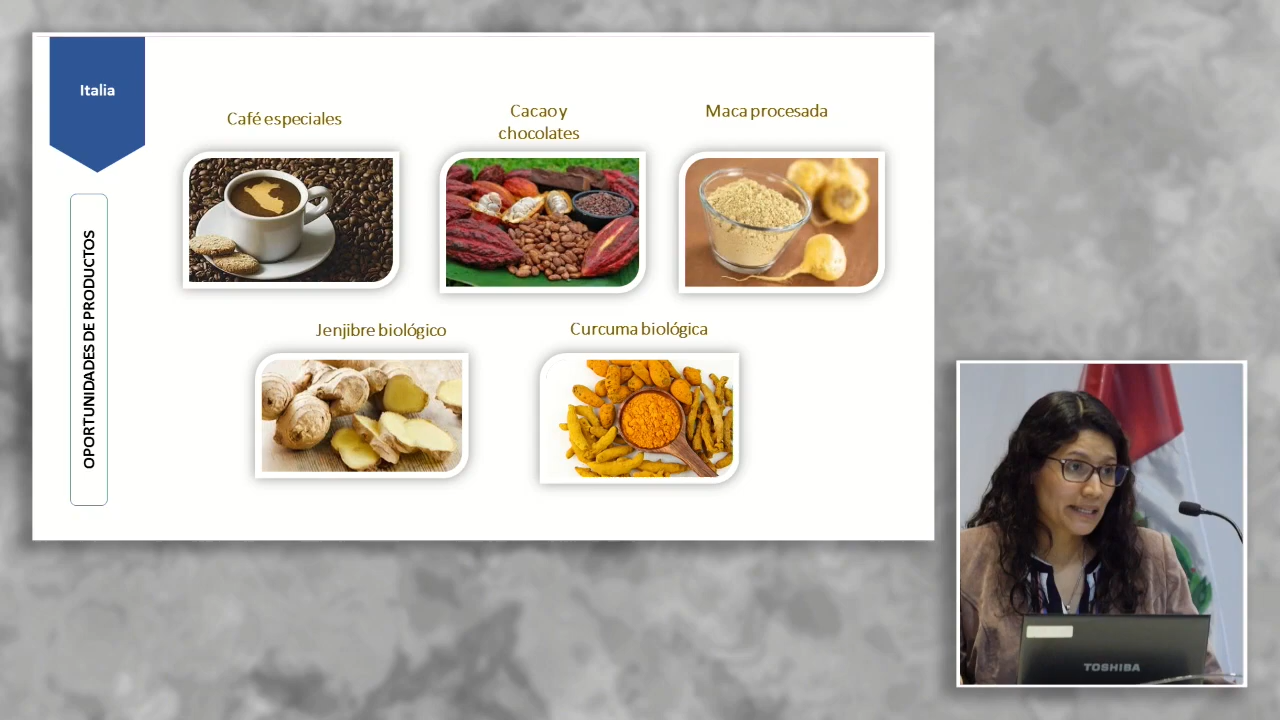 Italia
OPORTUNIDADES DE PRODUCTOS
Café especiales
Cacao y
chocolates
Maca procesada
Jenjibre biológico
Curcuma biológica
TOSHIBA